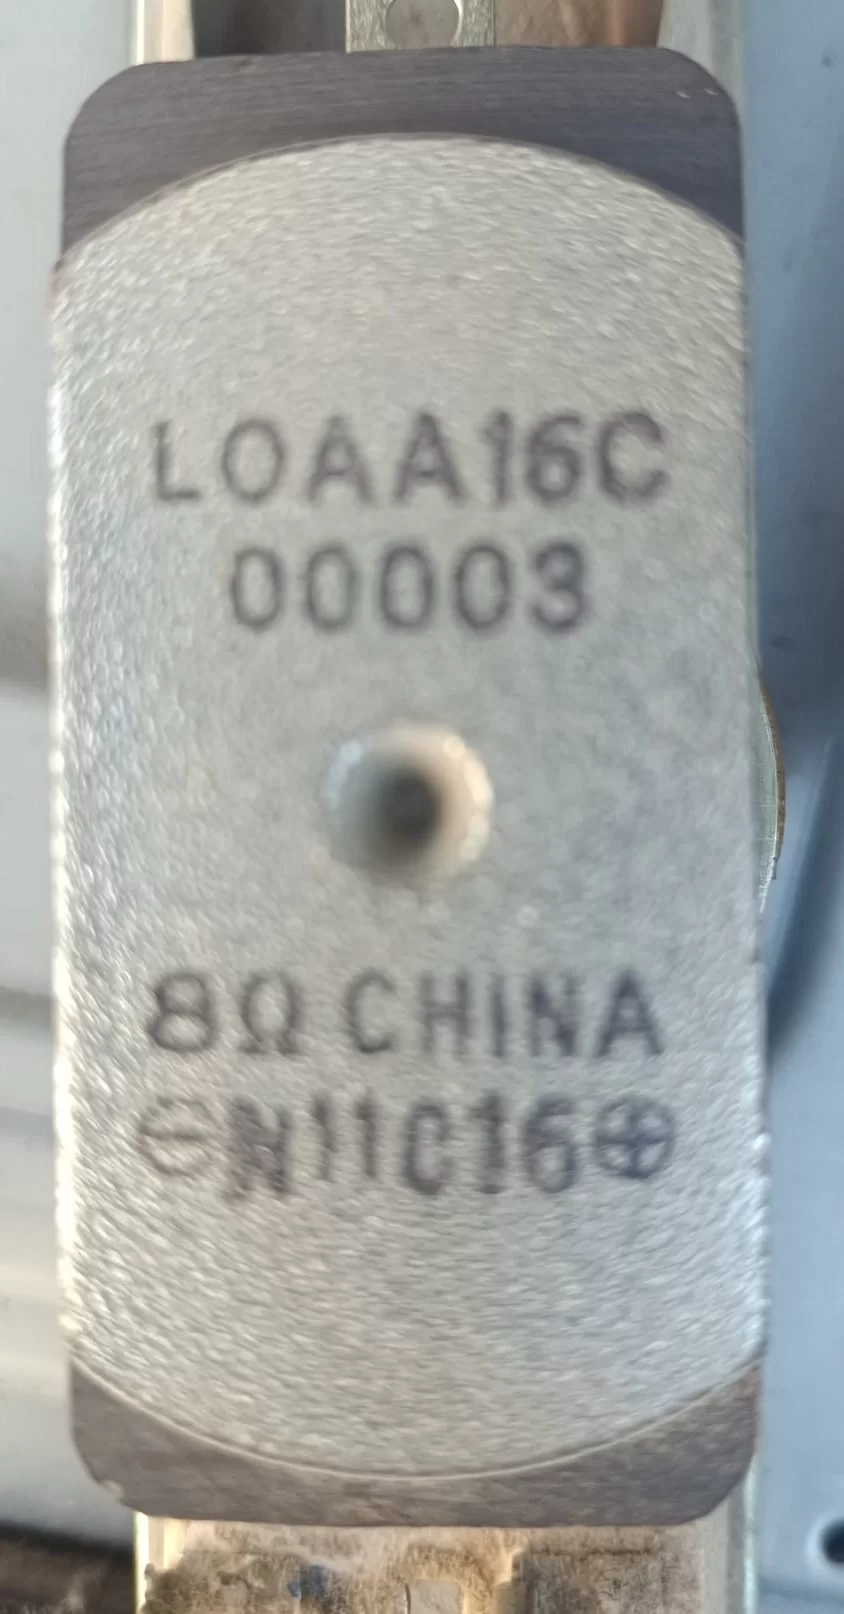 LOAA16C
00003
8Ω CHINA
⊖N11C16⊕